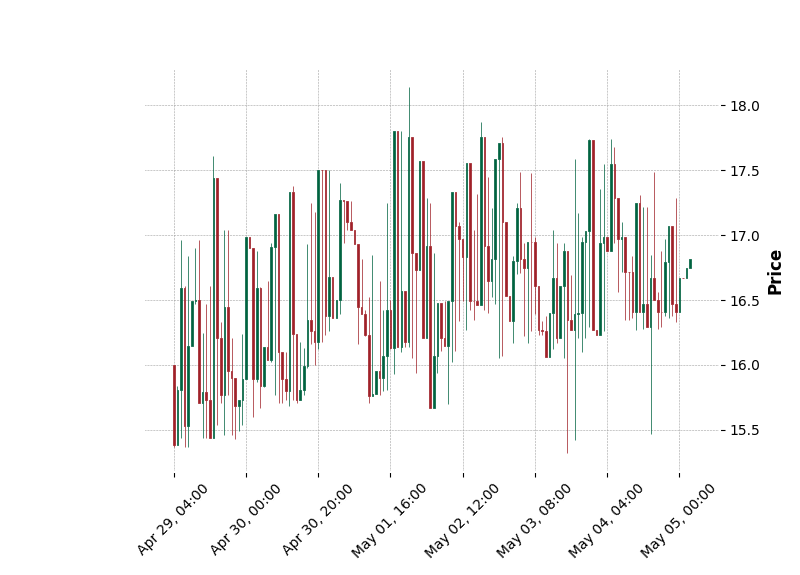 18.0
17.5
17.0
16.5
16.0
15.5
Price
Apr 29, 04:00
Apr 30, 00:00
Apr 30, 20:00
May 01, 16:00
May 02, 12:00
May 03, 08:00
May 04, 04:00
May 05, 00:00